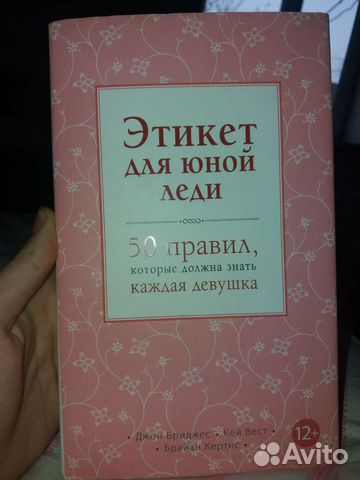 Этикет
для юной
леди
50 правил,
которые должна знать
каждая девушка
• Джон Бриджес • Кей Вест •
• Брайан Кертис •
12+
Avito